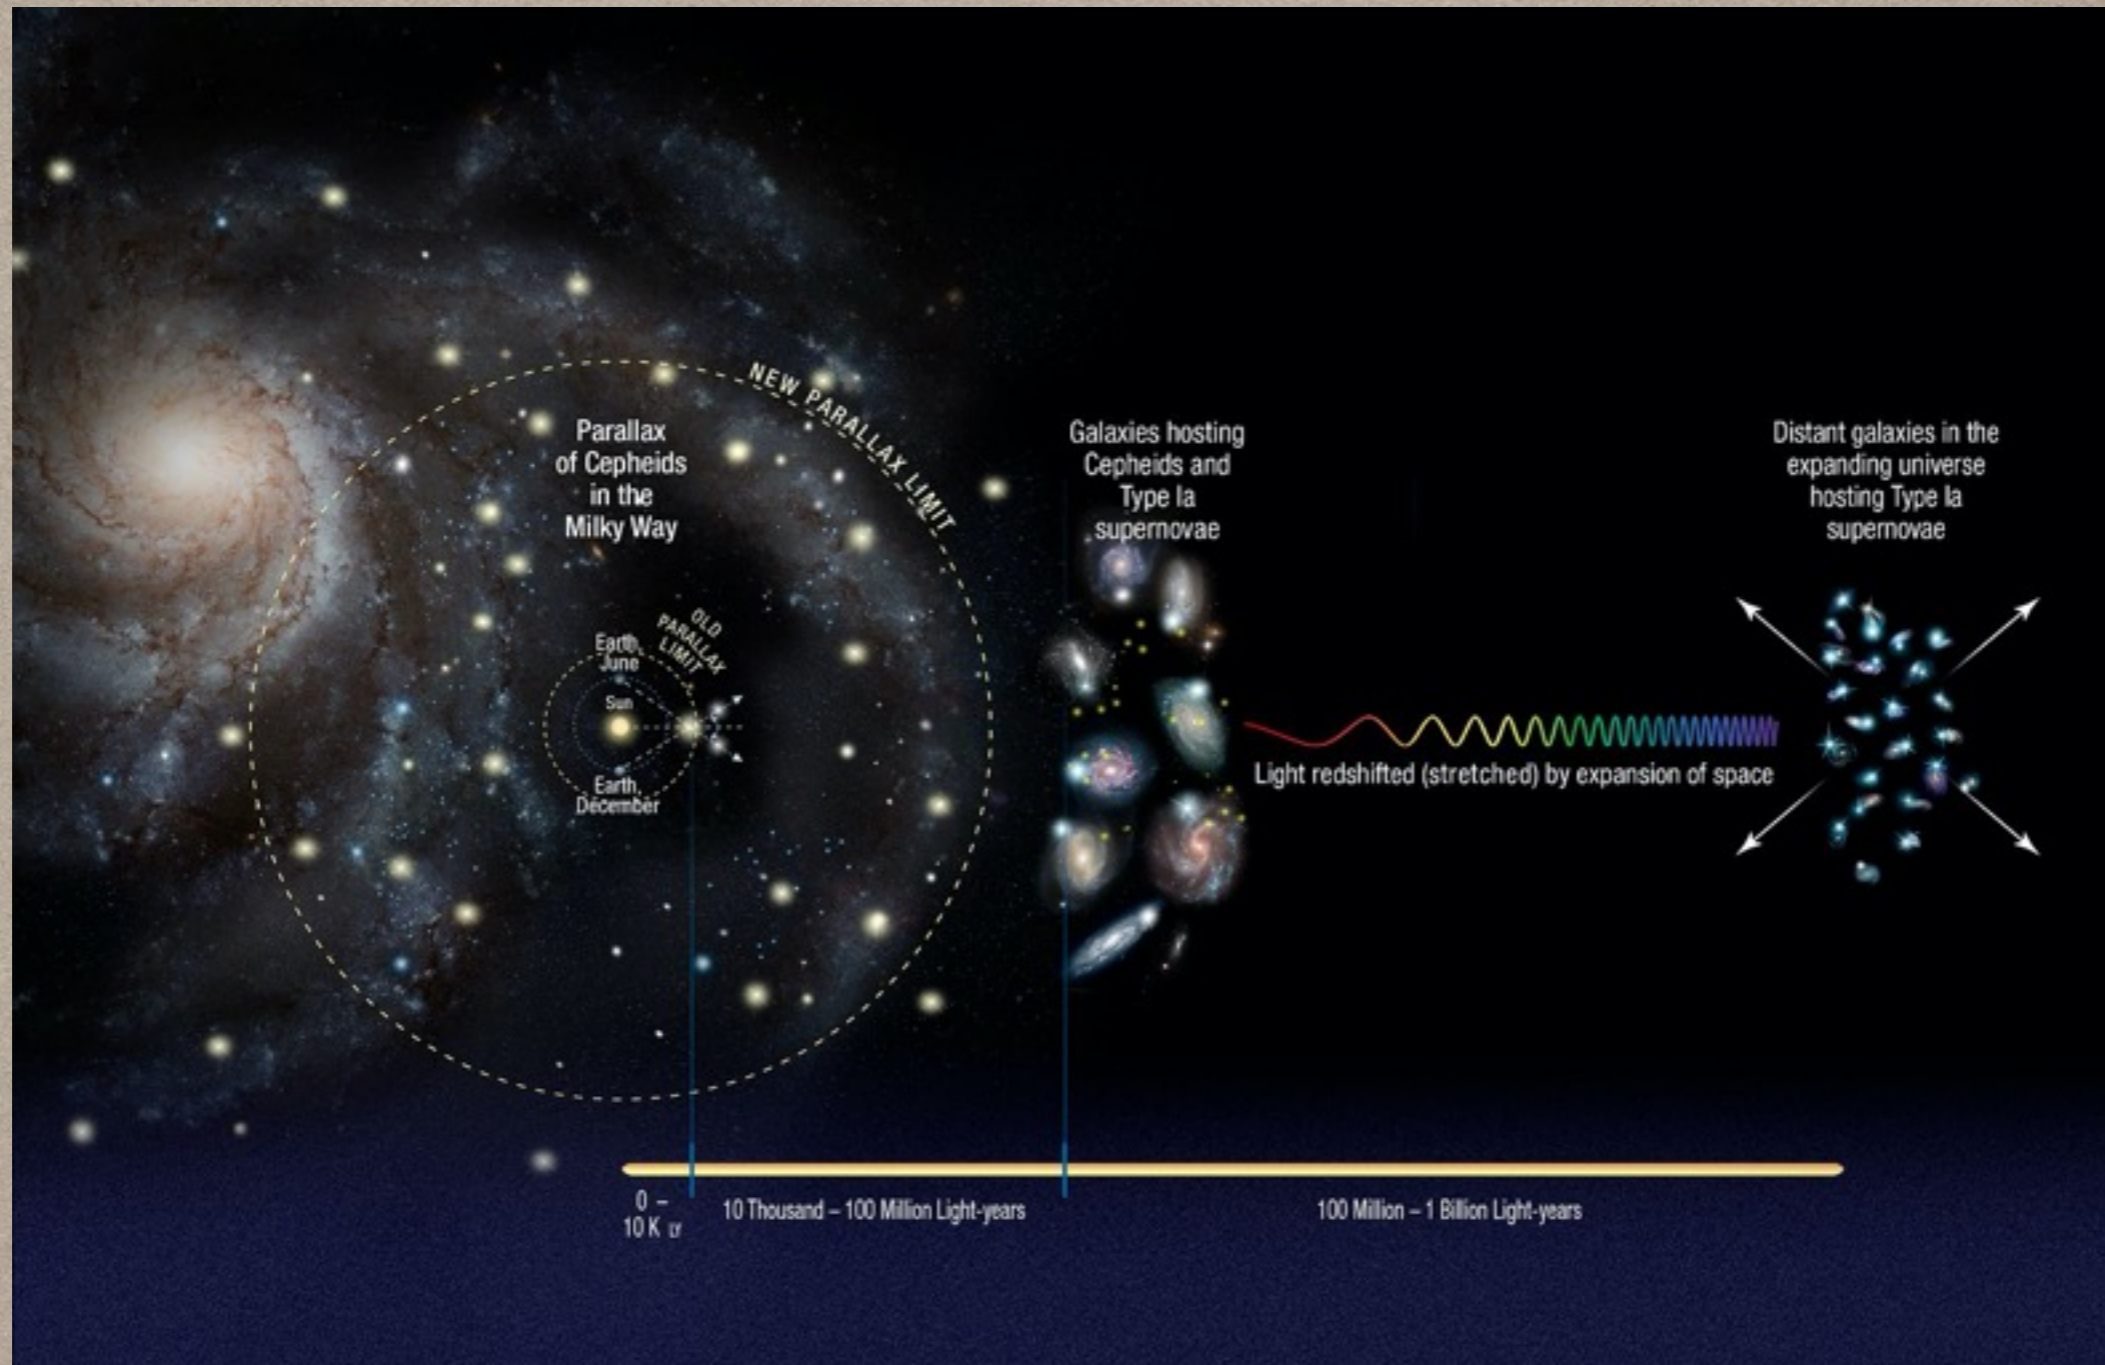 NEW PARALLAX LIMIT
Parallax
of Cepheids
in the
Milky Way
Galaxies hosting
Cepheids and
Type Ia
supernovae
Distant galaxies in the
expanding universe
hosting Type Ia
supernovae
OLD
PARALLAX
LIMIT
Earth,
June
Sun
Earth,
December
Light redshifted (stretched) by expansion of space
0 –
10 K LY
10 Thousand – 100 Million Light-years
100 Million – 1 Billion Light-years